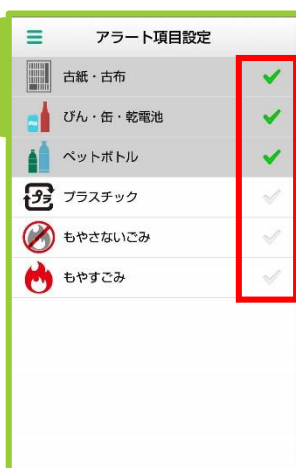 アラート項目設定
古紙・古布
びん・缶・乾電池
ペットボトル
プラ
プラスチック
もやさないごみ
もやすごみ